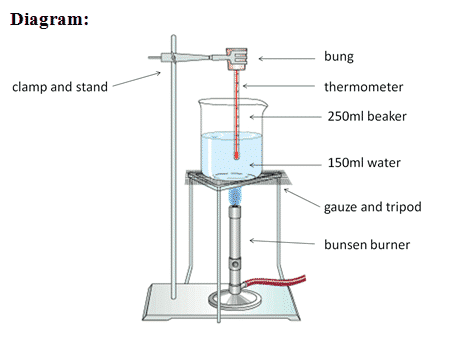 Diagram:
bung
clamp and stand
thermometer
250ml beaker
150ml water
gauze and tripod
bunsen burner